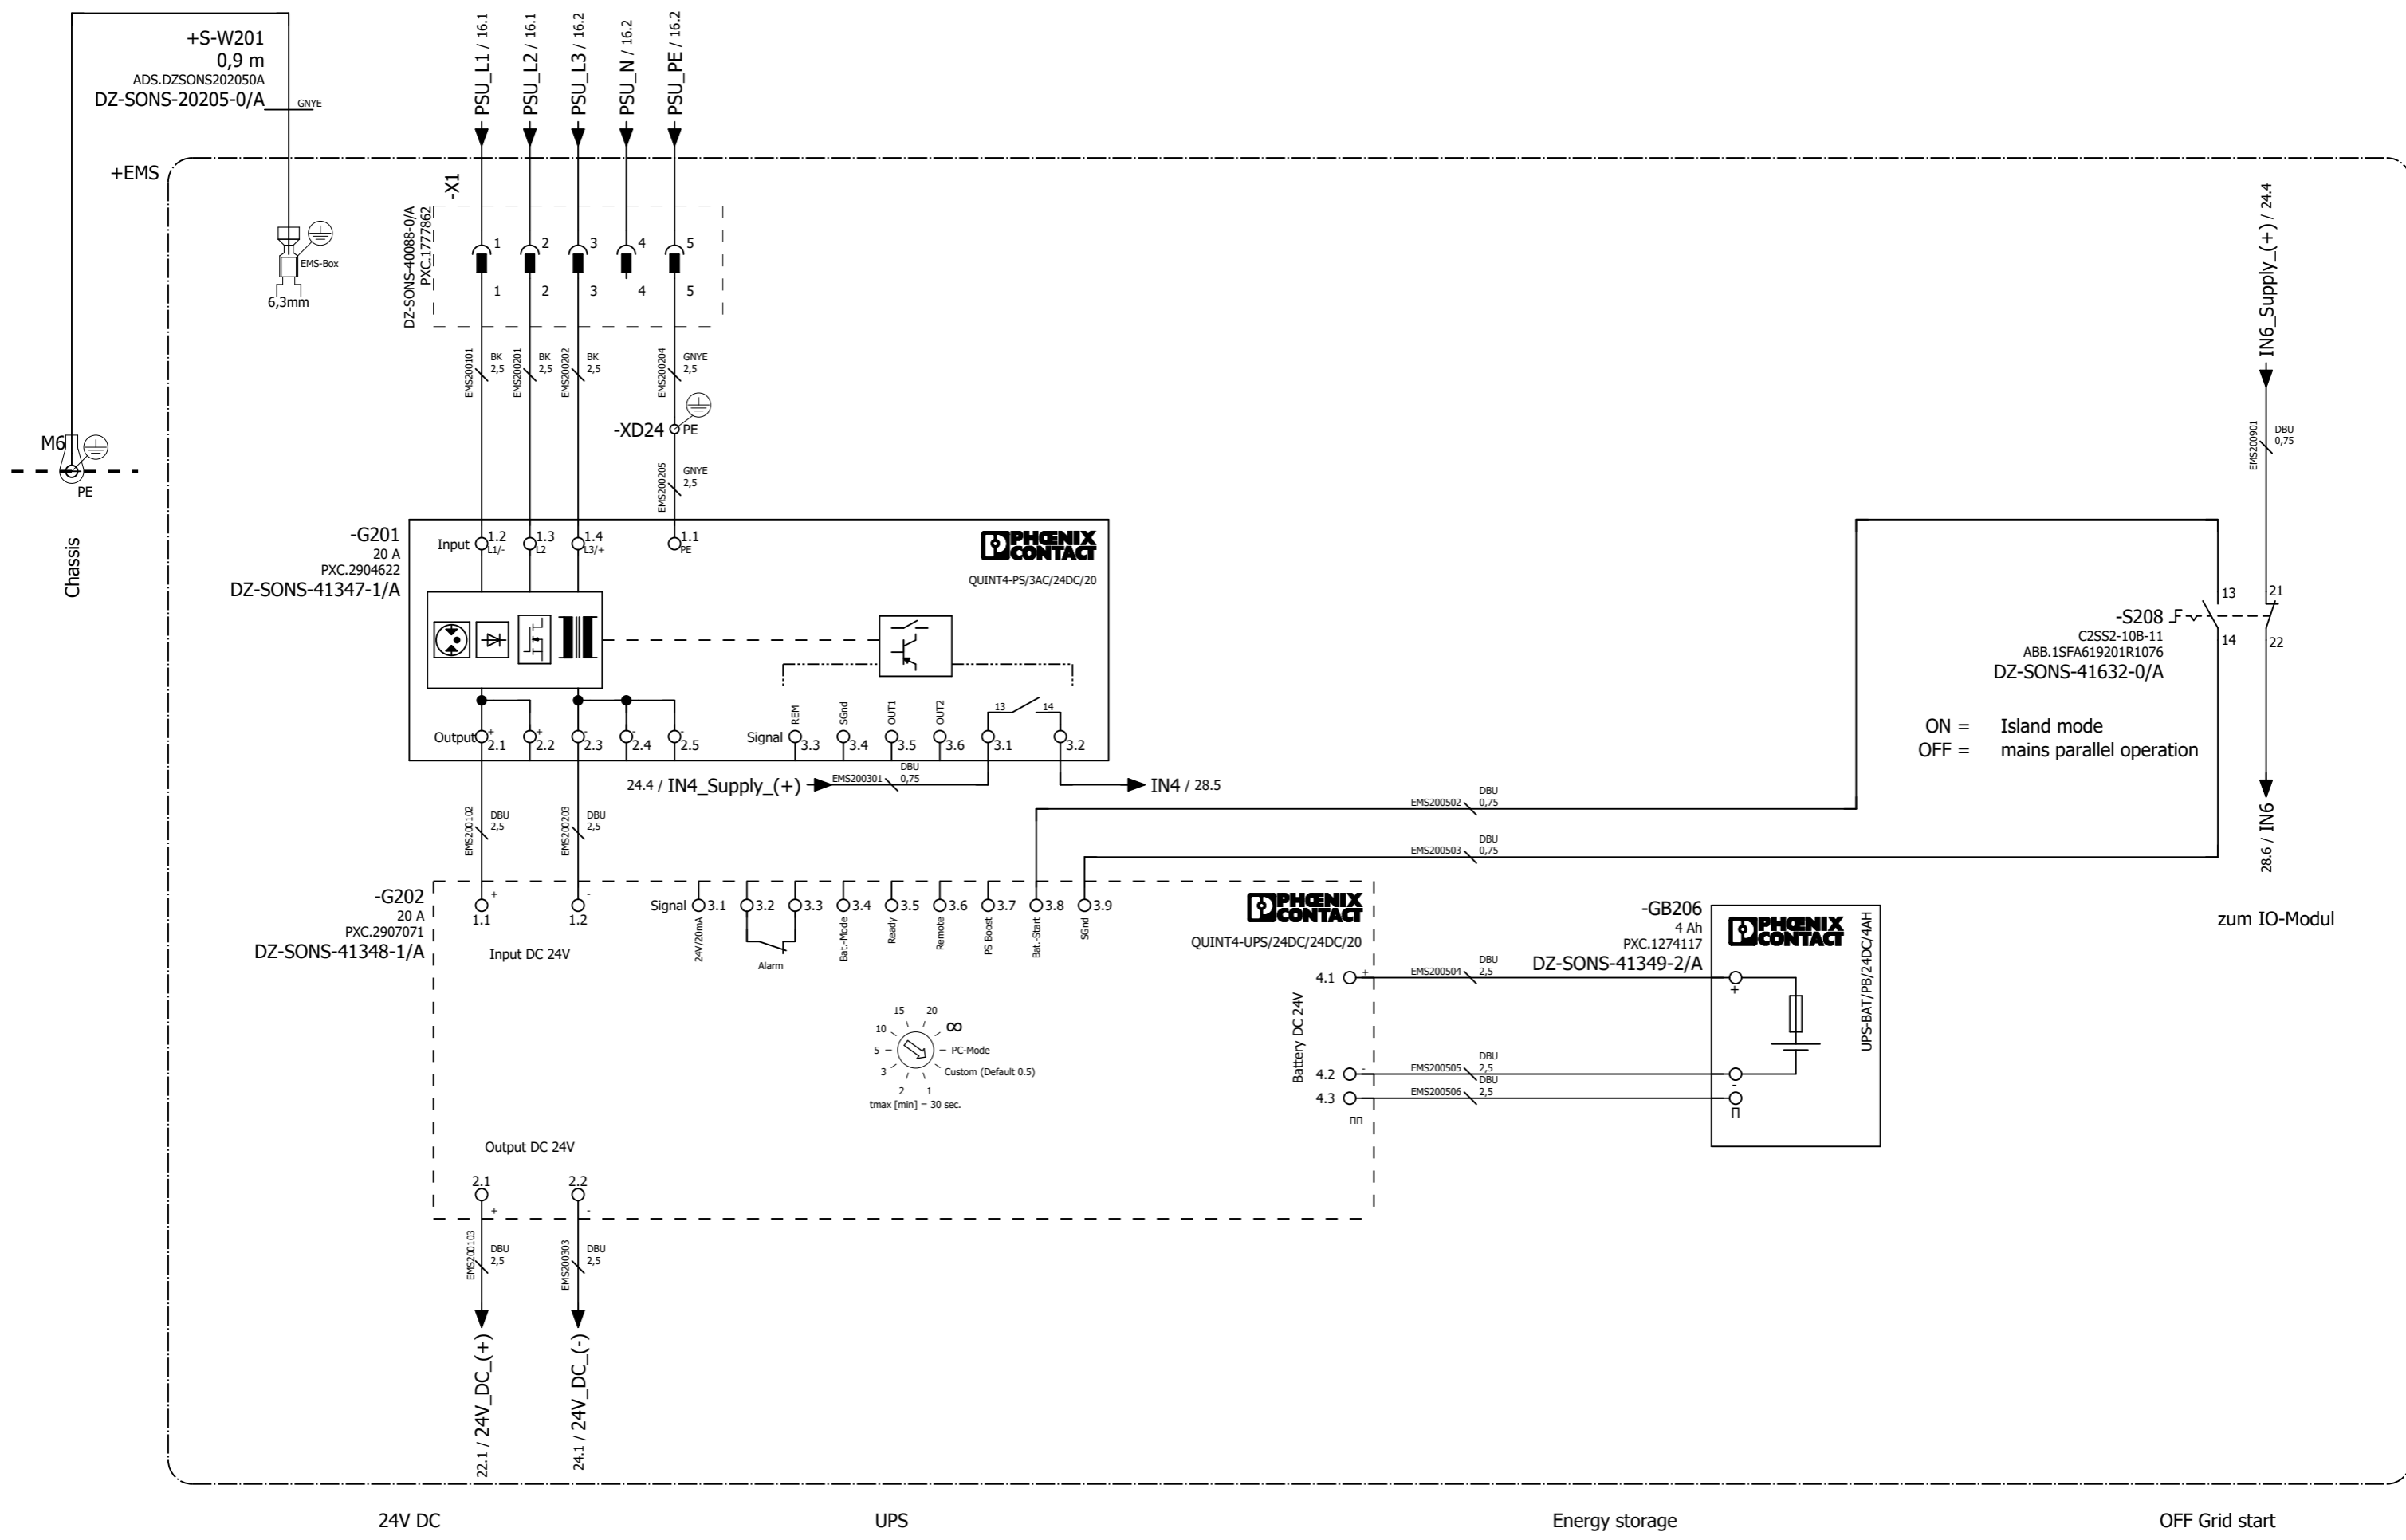 +S-W201
0,9 m
ADS.DZSONS202050A
DZ-SONS-20205-0/A
GNYE
PSU_L1 / 16.1
PSU_L2 / 16.1
PSU_L3 / 16.2
PSU_N / 16.2
PSU_PE / 16.2
+EMS
EMS-Box
6,3mm
-X1
DZ-SONS-40088-0/A
PXC.1777862
1 2 3 4 5
1 2 3 4 5
EMS200101
BK
2,5
EMS200201
BK
2,5
EMS200202
BK
2,5
EMS200204
GNYE
2,5
-XD24
PE
EMS200205
GNYE
2,5
M6
PE
Chassis
IN6_Supply_(+) / 24.4
EMS200901
DBU
0,75
-G201
20 A
PXC.2904622
DZ-SONS-41347-1/A
Input
1.2
L1/-
1.3
L2
1.4
L3/+
1.1
PE
PHŒNIX
CONTACT
QUINT4-PS/3AC/24DC/20
Output
+
2.1
+
2.2
-
2.3
-
2.4
-
2.5
Signal
REM
3.3
SGnd
3.4
OUT1
3.5
OUT2
3.6
13
14
3.1
3.2
24.4 / IN4_Supply_(+)
EMS200301
DBU
0,75
IN4 / 28.5
13
21
-S208
14
22
C2SS2-10B-11
ABB.1SFA619201R1076
DZ-SONS-41632-0/A
ON = Island mode
OFF = mains parallel operation
28.6 / IN6
zum IO-Modul
EMS200102
DBU
2,5
EMS200203
DBU
2,5
EMS200502
DBU
0,75
EMS200503
DBU
0,75
-G202
20 A
PXC.2907071
DZ-SONS-41348-1/A
+
1.1
-
1.2
Input DC 24V
Signal
3.1
24V/20mA
3.2
3.3
Alarm
3.4
Bat.-Mode
3.5
Ready
3.6
Remote
3.7
PS Boost
3.8
Bat.-Start
3.9
SGnd
PHŒNIX
CONTACT
QUINT4-UPS/24DC/24DC/20
15
20
10
∞
5
PC-Mode
3
Custom (Default 0.5)
2
1
tmax [min] = 30 sec.
Battery DC 24V
4.1
+
4.2
-
4.3
ΠΠ
EMS200504
DBU
2,5
EMS200505
DBU
2,5
EMS200506
DBU
2,5
-GB206
4 Ah
PXC.1274117
DZ-SONS-41349-2/A
PHŒNIX
CONTACT
UPS-BAT/PB/24DC/4AH
+
-
Π
Output DC 24V
2.1
+
2.2
-
EMS200103
DBU
2,5
EMS200303
DBU
2,5
22.1 / 24V_DC_(+)
24.1 / 24V_DC_(-)
24V DC
UPS
Energy storage
OFF Grid start